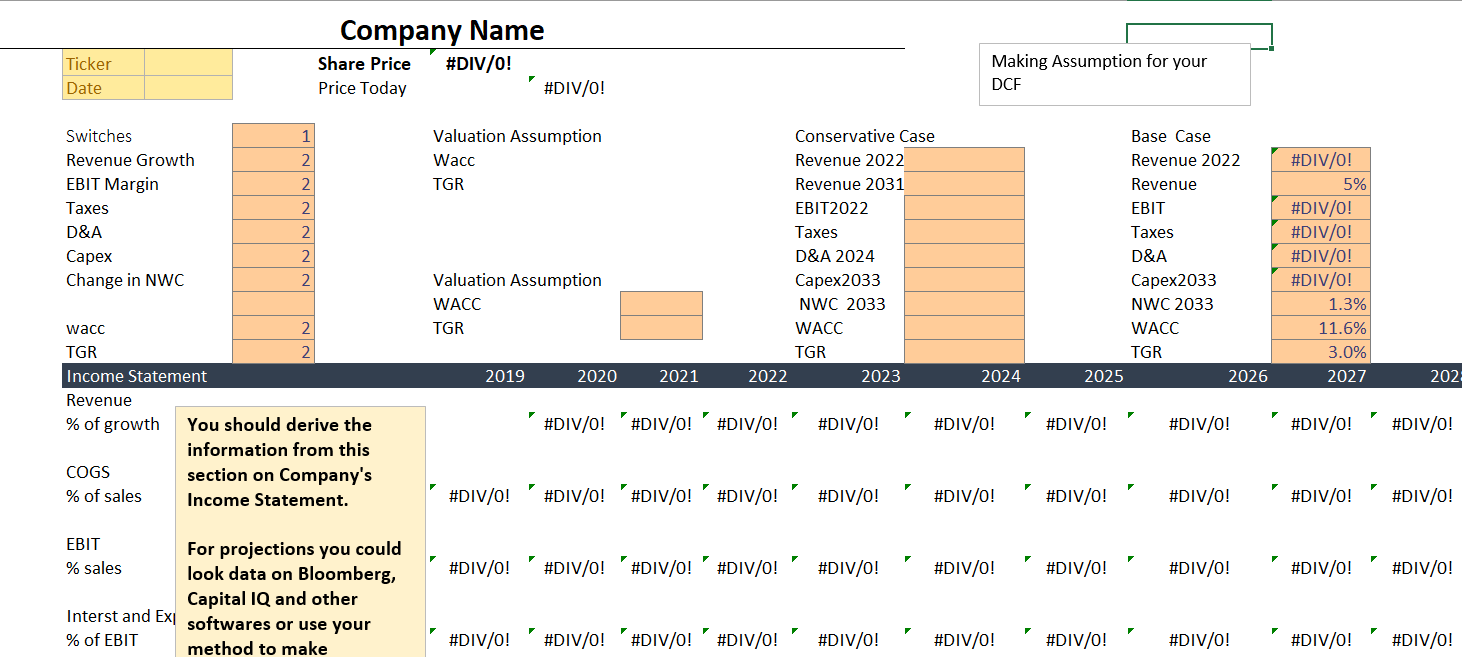 Company Name
Ticker
Share Price #DIV/0!
Making Assumption for your
DCF
Date
Price Today #DIV/0!
Switches 1 Valuation Assumption Conservative Case Base Case
Revenue Growth 2 Wacc Revenue 2022 Revenue 2022 #DIV/0!
EBIT Margin 2 TGR Revenue 2031 Revenue 5%
Taxes 2 EBIT2022 EBIT #DIV/0!
D&A 2 Taxes Taxes #DIV/0!
Capex 2 D&A 2024 D&A #DIV/0!
Change in NWC 2 Valuation Assumption Capex2033 Capex2033 #DIV/0!
WACC NWC 2033 NWC 2033 1.3%
wacc 2 TGR WACC WACC 11.6%
TGR 2 TGR TGR 3.0%
Income Statement 2019 2020 2021 2022 2023 2024 2025 2026 2027 2028
Revenue
% of growth #DIV/0! #DIV/0! #DIV/0! #DIV/0! #DIV/0! #DIV/0! #DIV/0! #DIV/0! #DIV/0!
COGS
% of sales #DIV/0! #DIV/0! #DIV/0! #DIV/0! #DIV/0! #DIV/0! #DIV/0! #DIV/0! #DIV/0! #DIV/0!
EBIT
% sales #DIV/0! #DIV/0! #DIV/0! #DIV/0! #DIV/0! #DIV/0! #DIV/0! #DIV/0! #DIV/0! #DIV/0!
Interst and Exp
% of EBIT #DIV/0! #DIV/0! #DIV/0! #DIV/0! #DIV/0! #DIV/0! #DIV/0! #DIV/0! #DIV/0! #DIV/0!
You should derive the
information from this
section on Company's
Income Statement.
For projections you could
look data on Bloomberg,
Capital IQ and other
softwares or use your
method to make